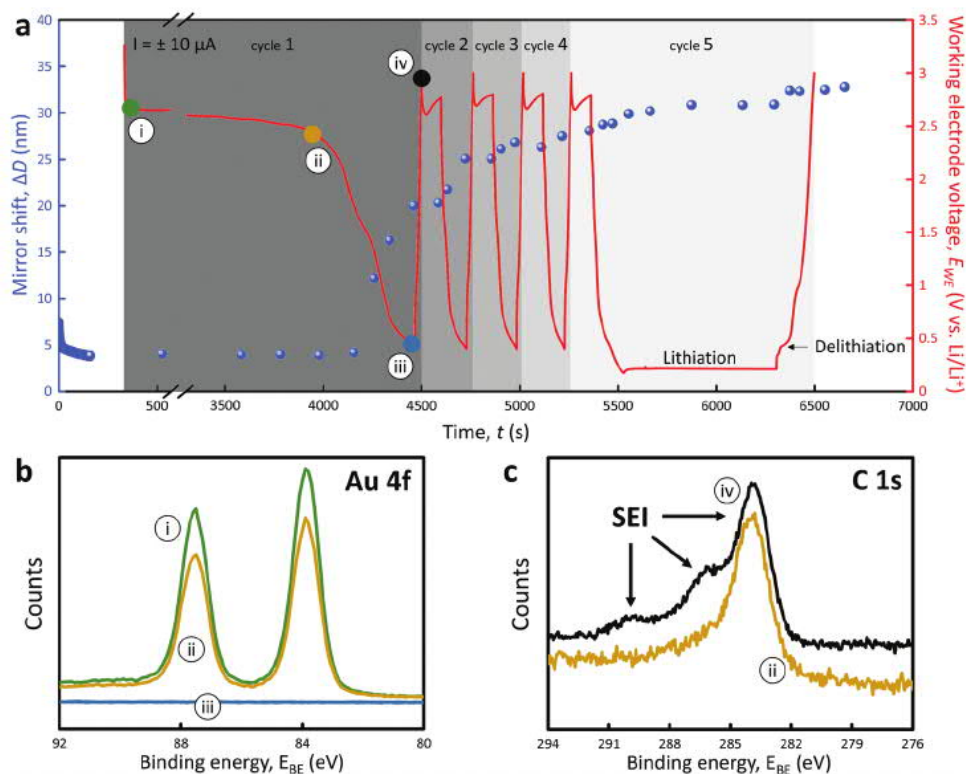 a
I = ± 10 µA
cycle 1
cycle 2
cycle 3
cycle 4
cycle 5
40
35
30
25
20
15
10
5
0
Mirror shift, ΔD (nm)
3.5
3
2.5
2
1.5
1
0.5
0
Working electrode voltage, E_WE (V vs. Li/Li⁺)
i
ii
iii
iv
Lithiation
Delithiation
0 500 4000 4500 5000 5500 6000 6500 7000
Time, t (s)
b
Au 4f
i
ii
iii
Counts
92 88 84 80
Binding energy, E_BE (eV)
c
C 1s
iv
SEI
ii
Counts
294 291 288 285 282 279 276
Binding energy, E_BE (eV)